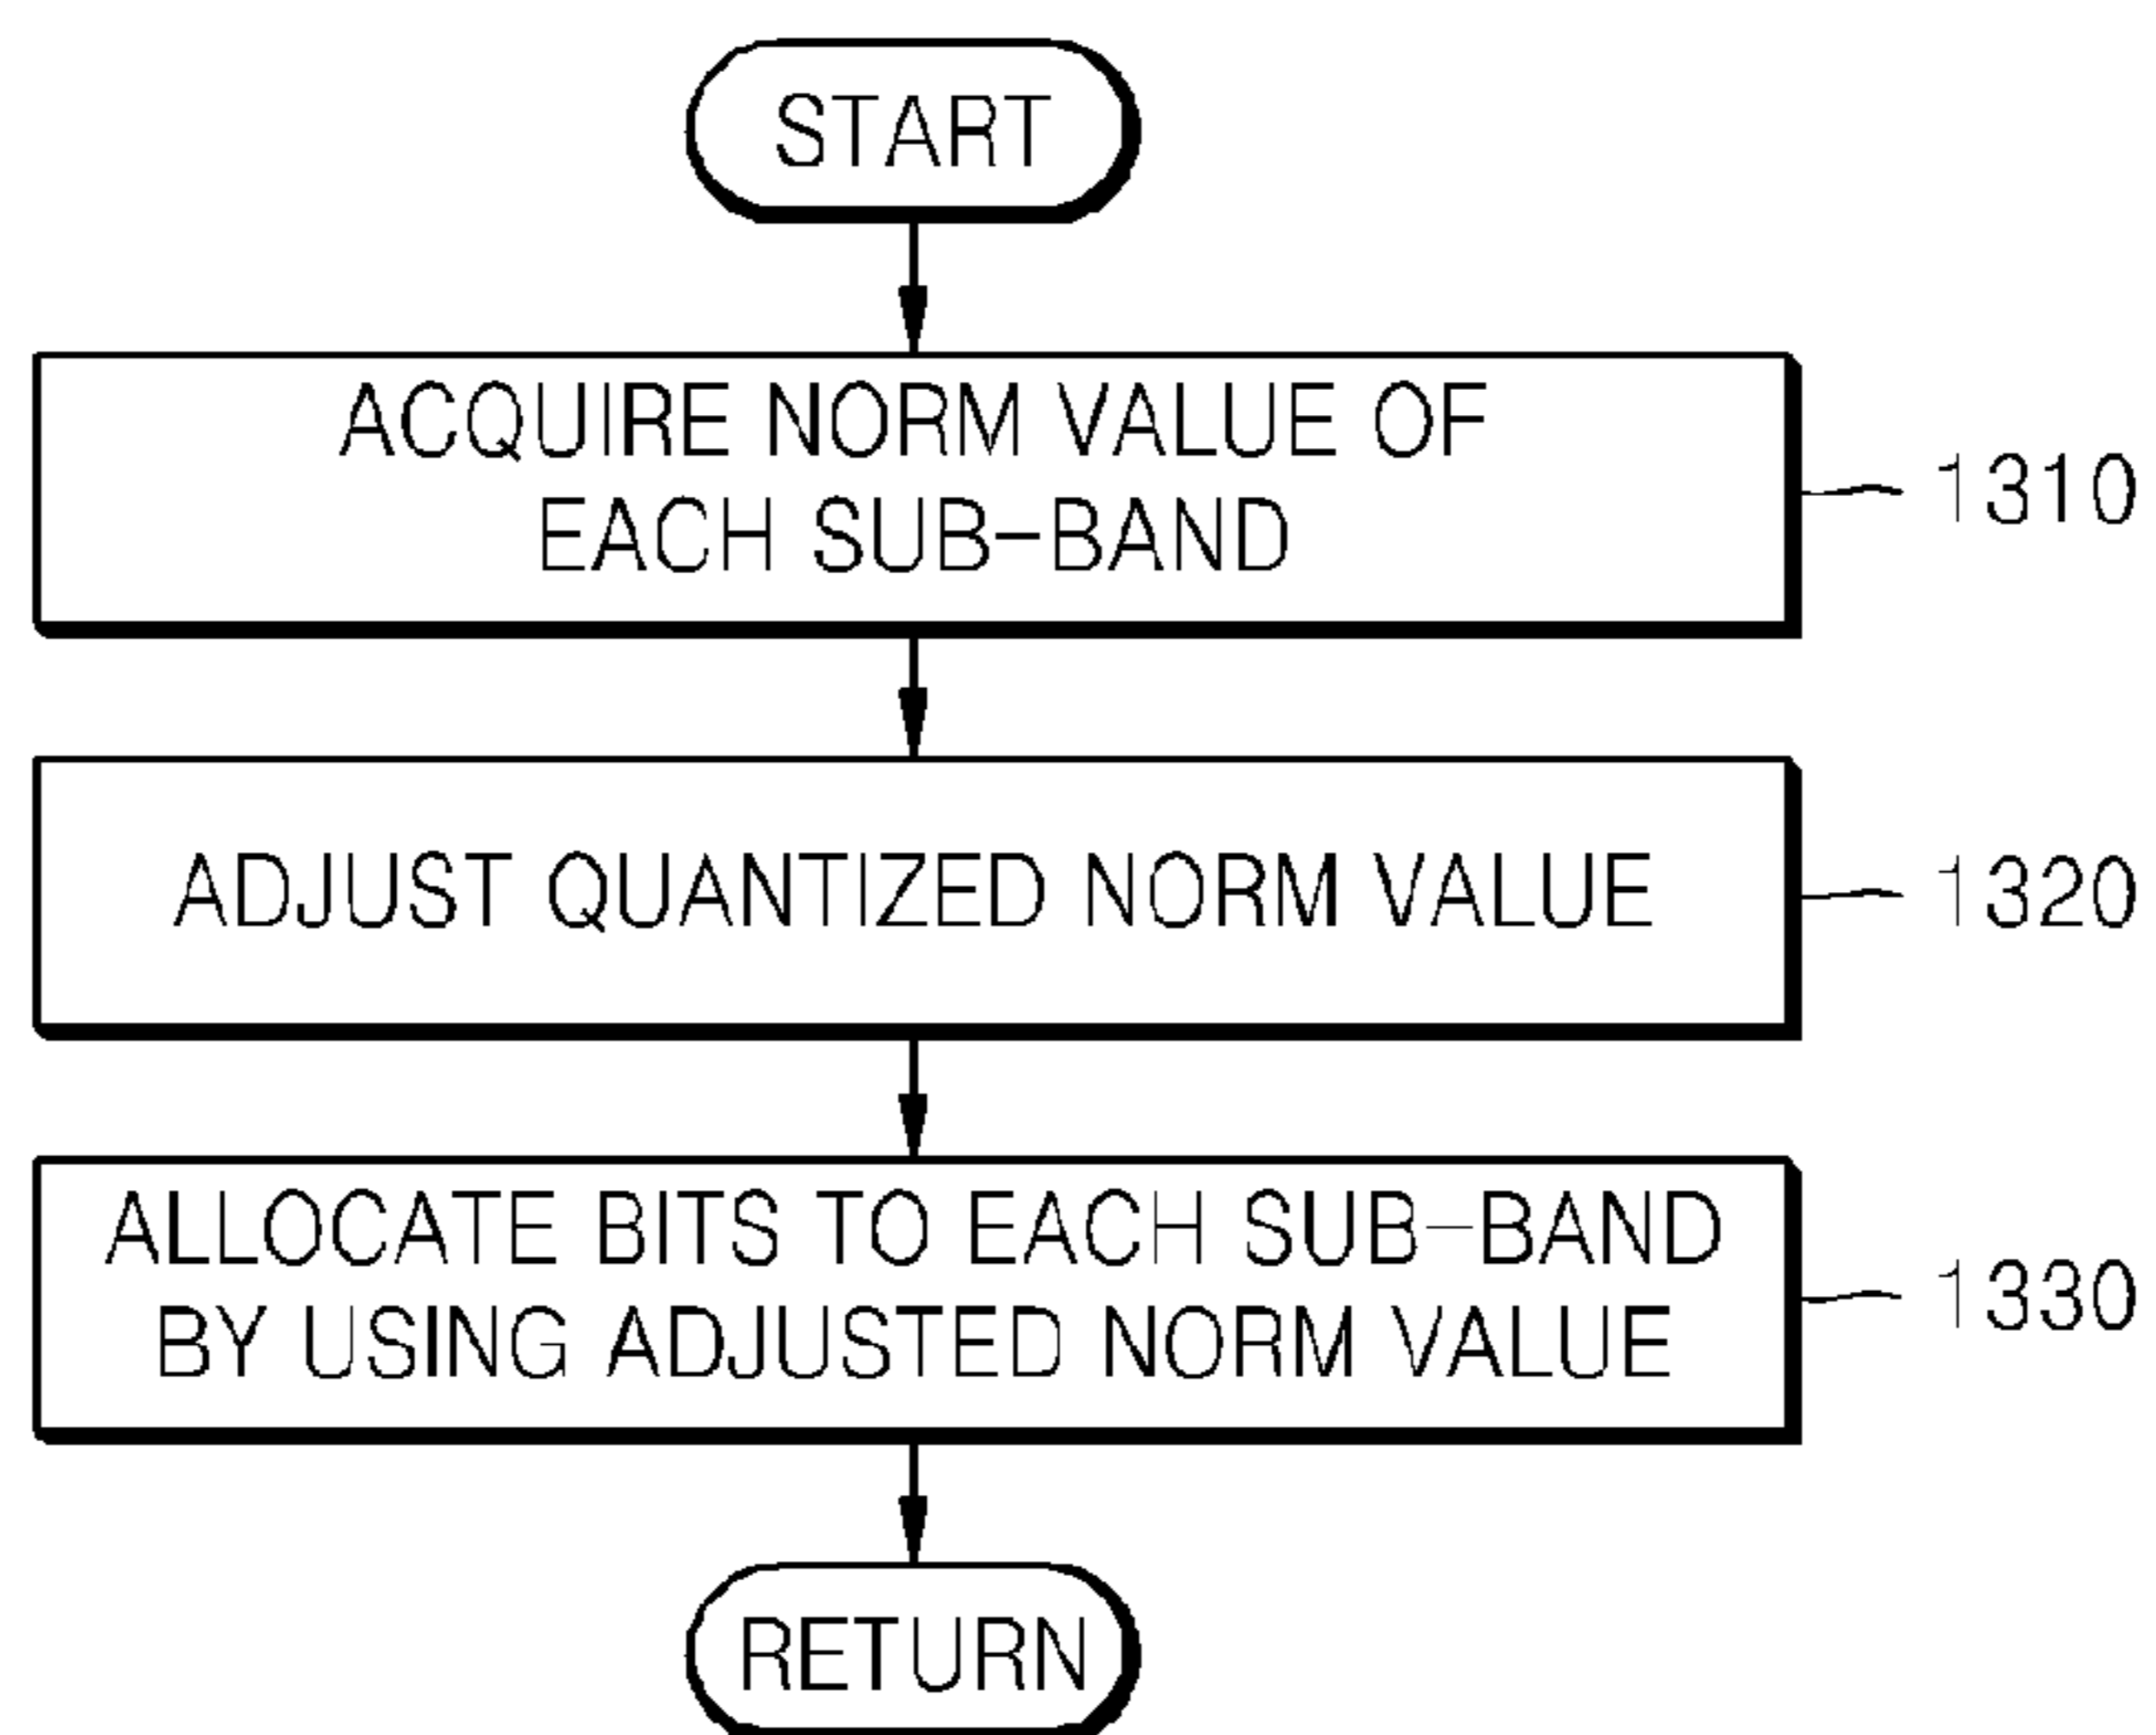 START
ACQUIRE NORM VALUE OF
EACH SUB-BAND
1310
ADJUST QUANTIZED NORM VALUE
1320
ALLOCATE BITS TO EACH SUB-BAND
BY USING ADJUSTED NORM VALUE
1330
RETURN